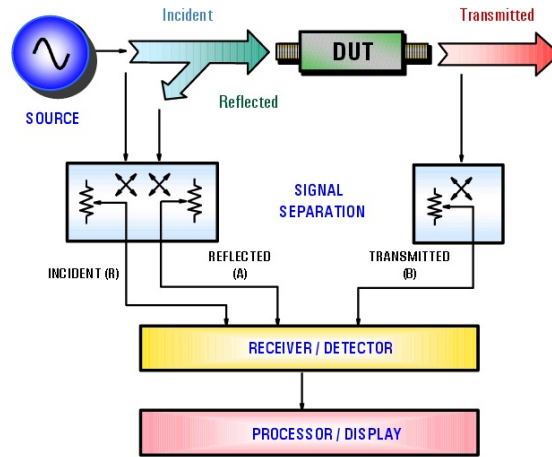 Incident
Transmitted
DUT
Reflected
SOURCE
SIGNAL
SEPARATION
INCIDENT (R)
REFLECTED
(A)
TRANSMITTED
(B)
RECEIVER / DETECTOR
PROCESSOR / DISPLAY